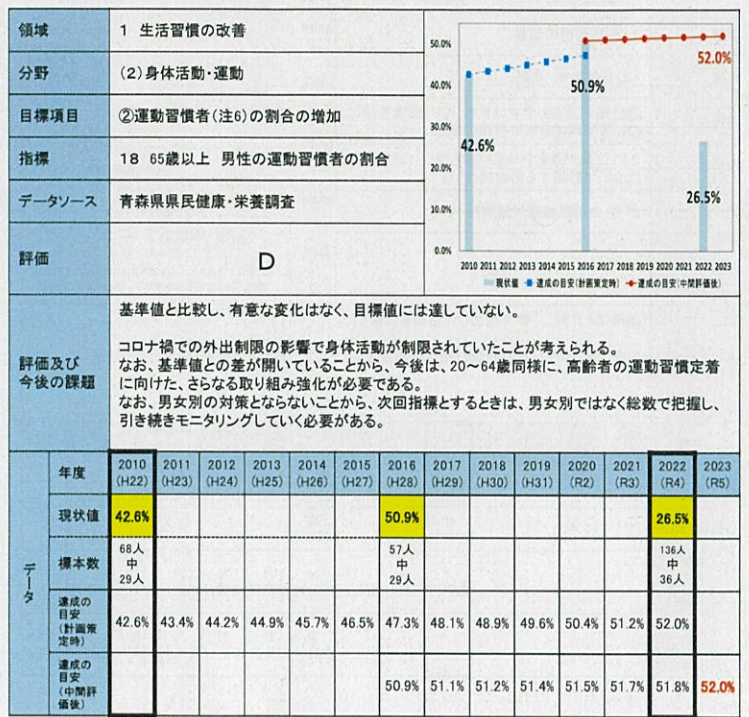 領域 1 生活習慣の改善
分野 (2)身体活動・運動
目標項目 ②運動習慣者(注6)の割合の増加
指標 18 65歳以上 男性の運動習慣者の割合
データソース 青森県県民健康・栄養調査
評価 D
50.0%
40.0%
30.0%
20.0%
10.0%
0.0%
42.6%
50.9%
52.0%
26.5%
2010 2011 2012 2013 2014 2015 2016 2017 2018 2019 2020 2021 2022 2023
現状値 達成の目安(計画策定時) 達成の目安(中間評価後)
評価及び
今後の課題
基準値と比較し、有意な変化はなく、目標値には達していない。
コロナ禍での外出制限の影響で身体活動が制限されていたことが考えられる。
なお、基準値との差が開いていることから、今後は、20～64歳同様に、高齢者の運動習慣定着
に向けた、さらなる取り組み強化が必要である。
なお、男女別の対策とならないことから、次回指標とするときは、男女別ではなく総数で把握し、
引き続きモニタリングしていく必要がある。
データ
年度 2010 2011 2012 2013 2014 2015 2016 2017 2018 2019 2020 2021 2022 2023
(H22) (H23) (H24) (H25) (H26) (H27) (H28) (H29) (H30) (H31) (R2) (R3) (R4) (R5)
現状値 42.6% 50.9% 26.5%
標本数
68人 57人 136人
中 中 中
29人 29人 36人
達成の
目安
(計画策
定時)
42.6% 43.4% 44.2% 44.9% 45.7% 46.5% 47.3% 48.1% 48.9% 49.6% 50.4% 51.2% 52.0%
達成の
目安
(中間評
価後)
50.9% 51.1% 51.2% 51.4% 51.5% 51.7% 51.8% 52.0%